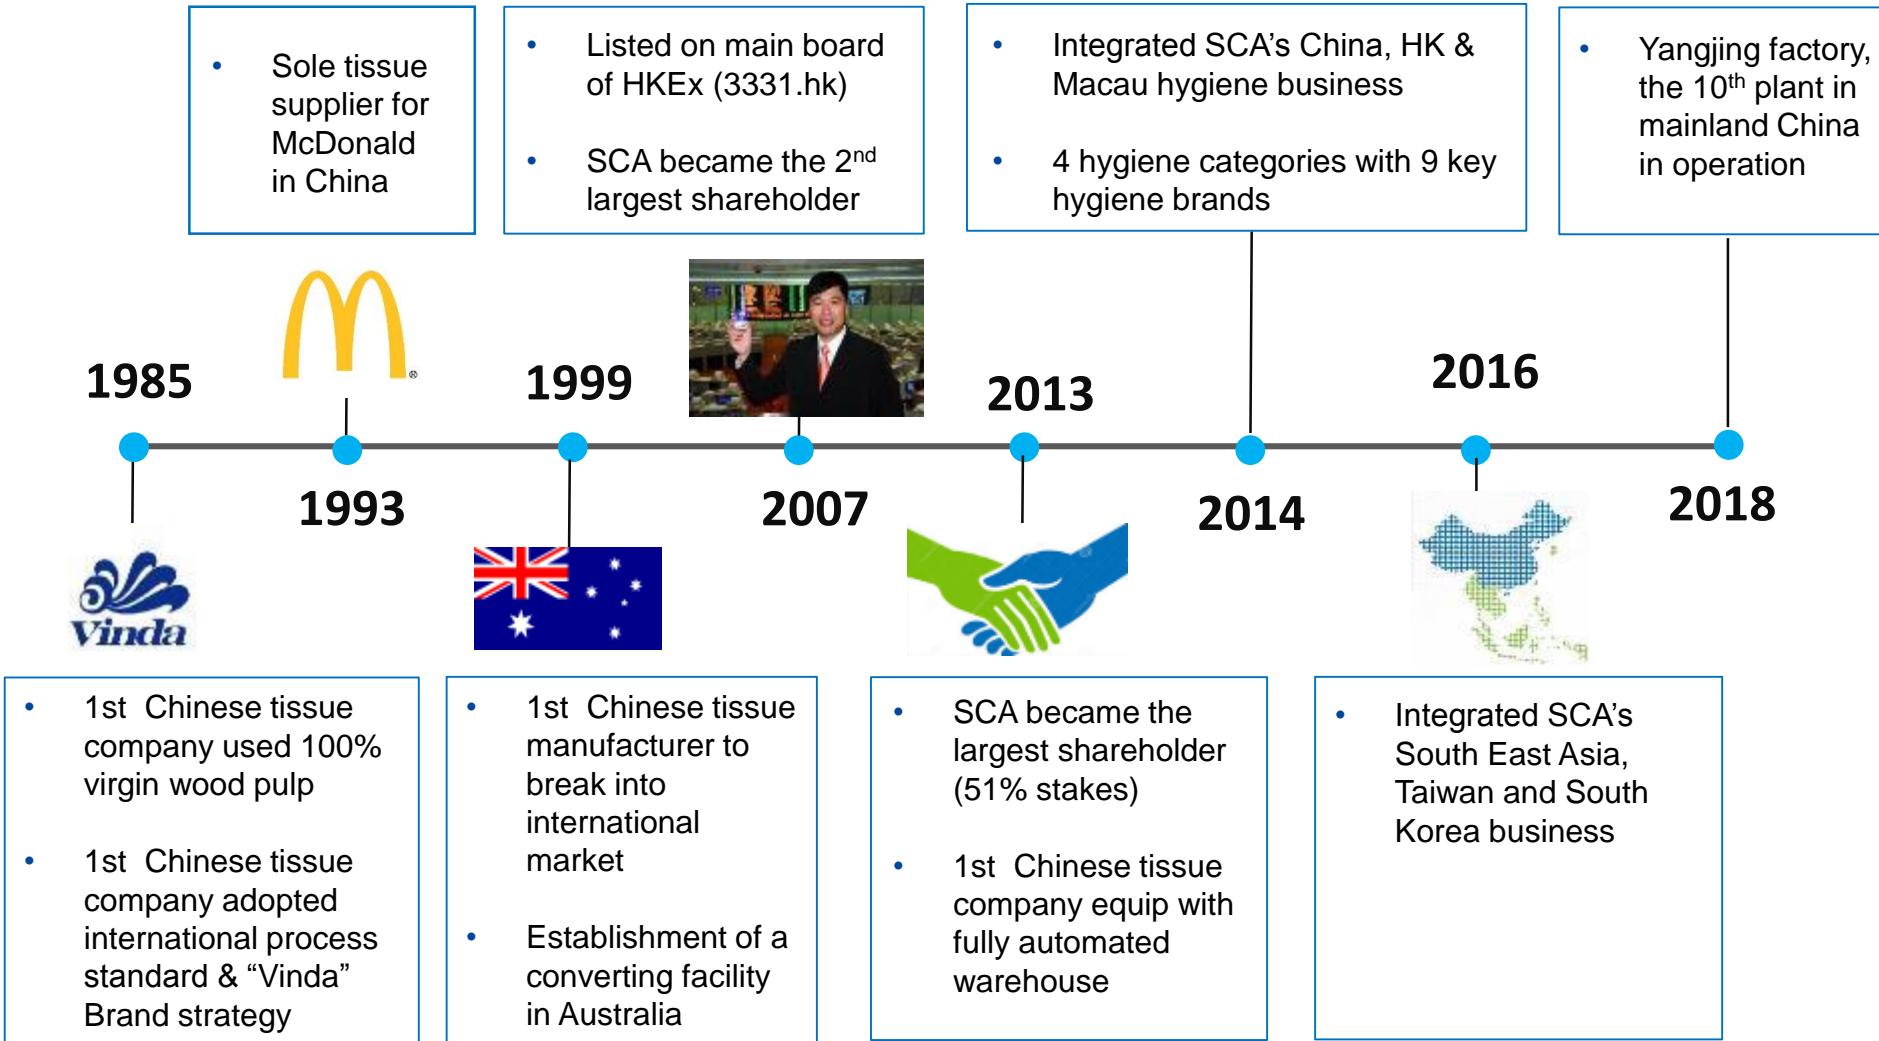 • Sole tissue
supplier for
McDonald
in China
• Listed on main board
of HKEx (3331.hk)
• SCA became the 2nd
largest shareholder
• Integrated SCA’s China, HK &
Macau hygiene business
• 4 hygiene categories with 9 key
hygiene brands
• Yangjing factory,
the 10th plant in
mainland China
in operation
1985
1993
1999
2007
2013
2014
2016
2018
®
Vinda
• 1st Chinese tissue
company used 100%
virgin wood pulp
• 1st Chinese tissue
company adopted
international process
standard & “Vinda”
Brand strategy
• 1st Chinese tissue
manufacturer to
break into
international
market
• Establishment of a
converting facility
in Australia
• SCA became the
largest shareholder
(51% stakes)
• 1st Chinese tissue
company equip with
fully automated
warehouse
• Integrated SCA’s
South East Asia,
Taiwan and South
Korea business